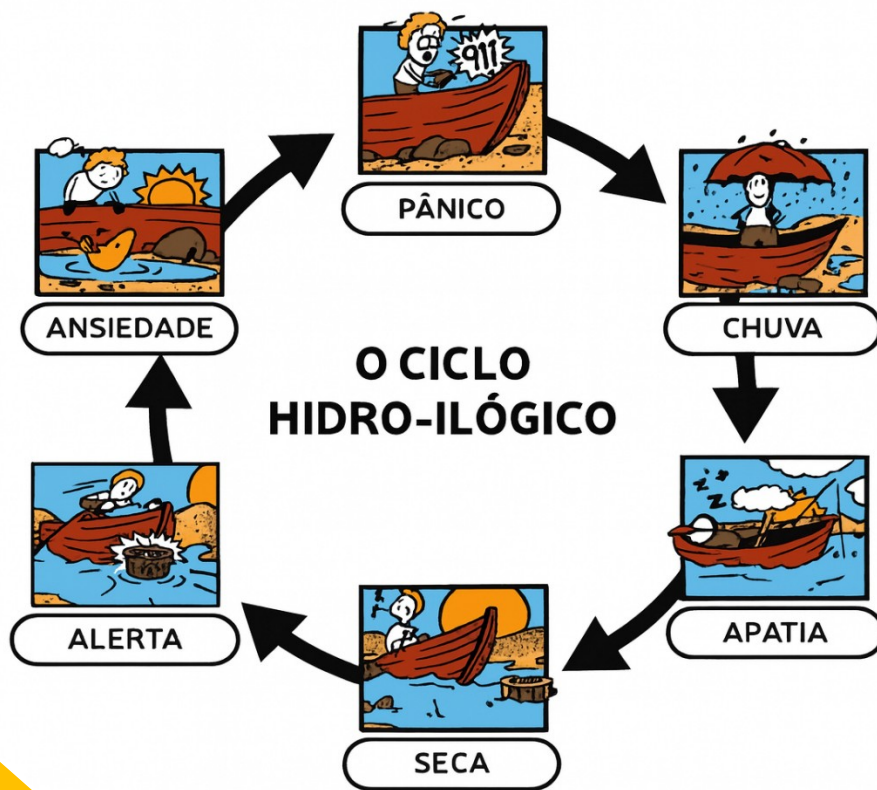 911
PÂNICO
CHUVA
ANSIEDADE
O CICLO
HIDRO-ILÓGICO
Z Z Z
APATIA
ALERTA
SECA